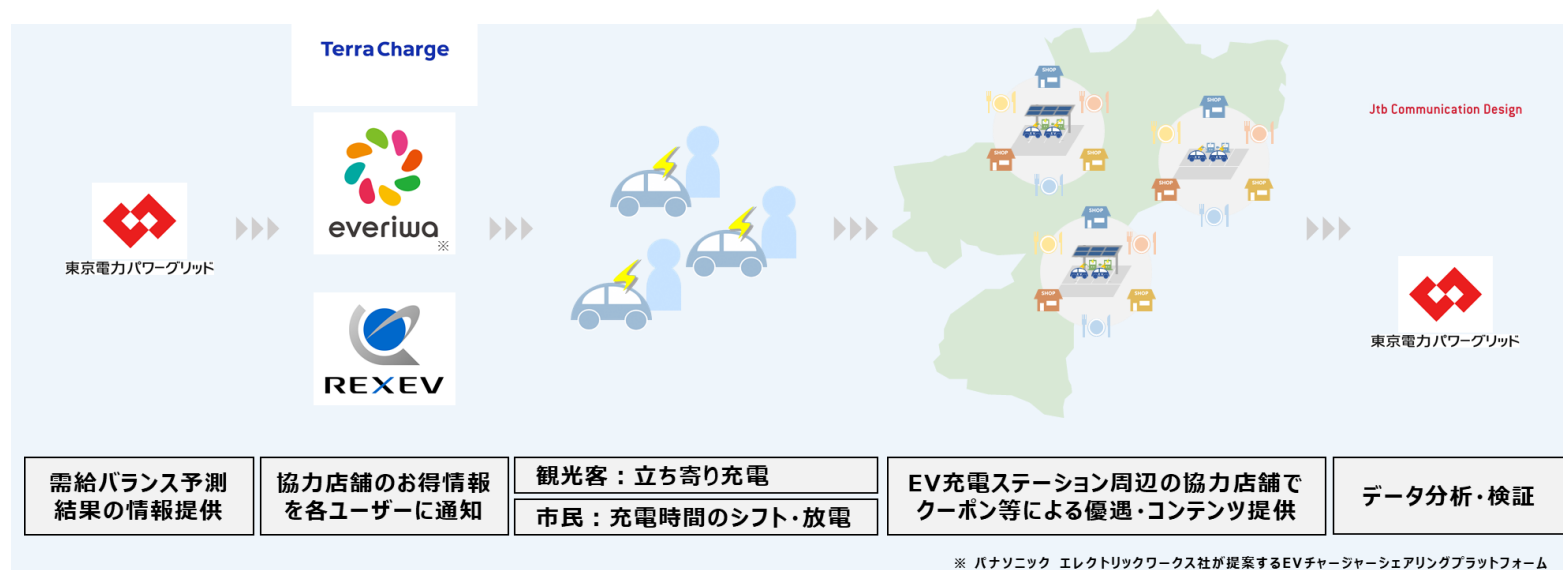 Terra Charge
everiwa
※
REXEV
東京電力パワーグリッド
SHOP
SHOP
SHOP
SHOP
SHOP
SHOP
SHOP
SHOP
SHOP
Jtb Communication Design
東京電力パワーグリッド
需給バランス予測
結果の情報提供
協力店舗のお得情報
を各ユーザーに通知
観光客：立ち寄り充電
市民：充電時間のシフト・放電
EV充電ステーション周辺の協力店舗で
クーポン等による優遇・コンテンツ提供
データ分析・検証
※ パナソニック エレクトリックワークス社が提案するEVチャージャーシェアリングプラットフォーム